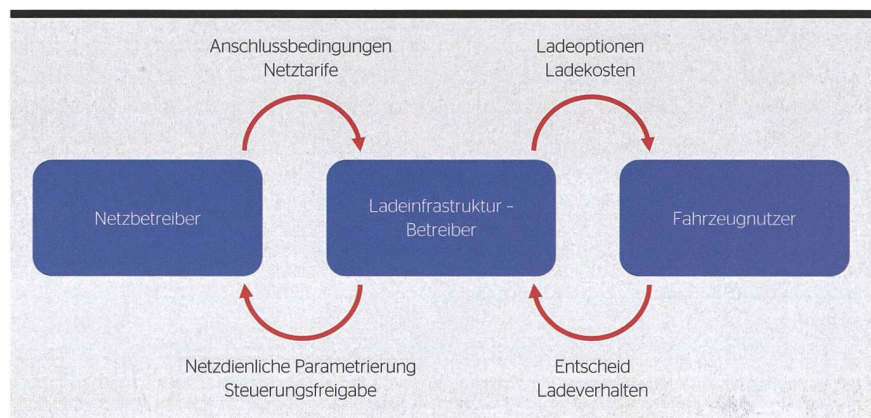 Anschlussbedingungen
Netztarife
Ladeoptionen
Ladekosten
Netzbetreiber
Ladeinfrastruktur –
Betreiber
Fahrzeugnutzer
Netzdienliche Parametrierung
Steuerungsfreigabe
Entscheid
Ladeverhalten